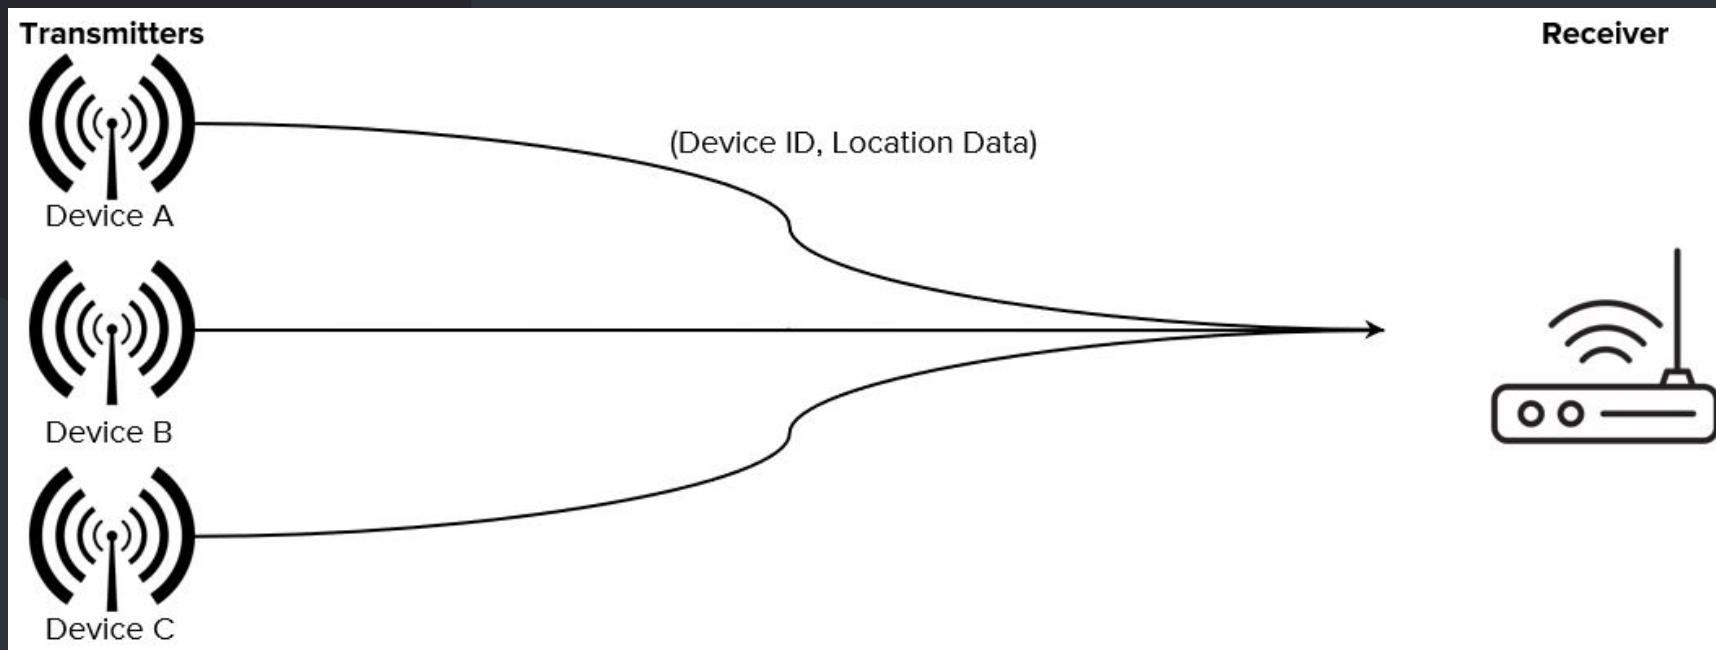 Transmitters
Receiver
(Device ID, Location Data)
Device A
Device B
Device C